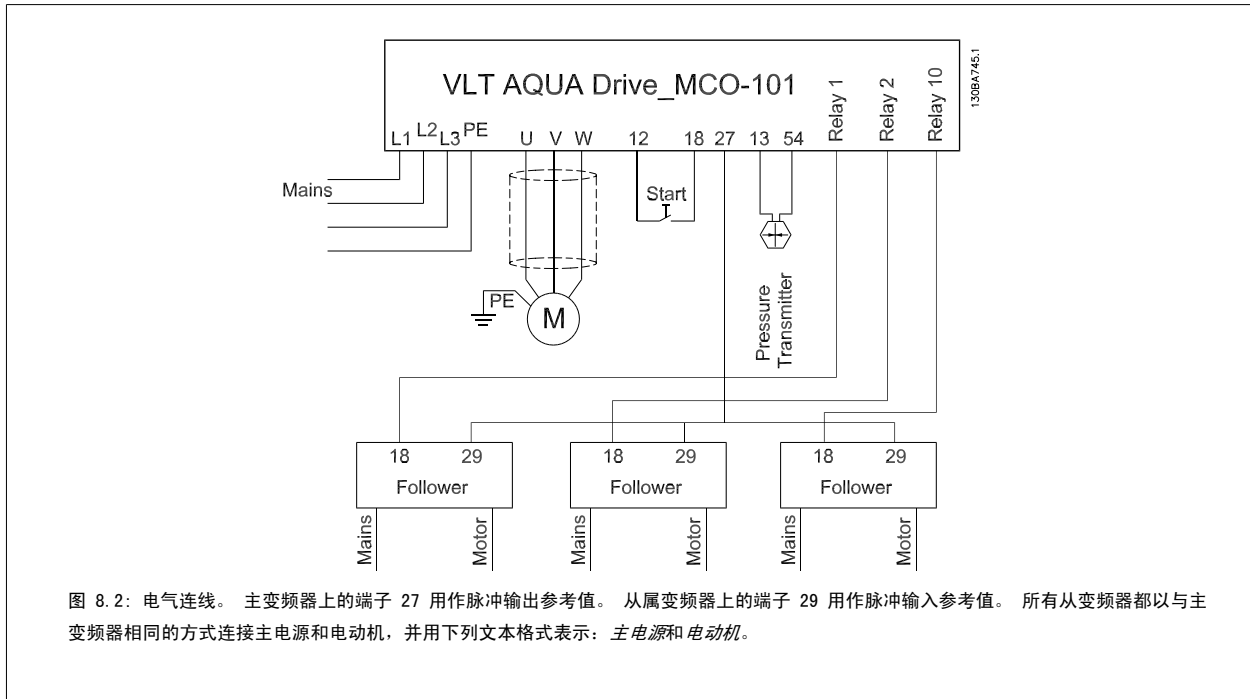 VLT AQUA Drive_MCO-101
Relay 1
Relay 2
Relay 10
130BA745.1
L1 L2 L3 PE U V W 12 18 27 13 54
Mains
Start
PE
M
Pressure
Transmitter
18 29
Follower
Mains
Motor
18 29
Follower
Mains
Motor
18 29
Follower
Mains
Motor
图 8.2: 电气连线。 主变频器上的端子 27 用作脉冲输出参考值。 从属变频器上的端子 29 用作脉冲输入参考值。 所有从变频器都以与主
变频器相同的方式连接主电源和电动机，并用下列文本格式表示：主电源和电动机。